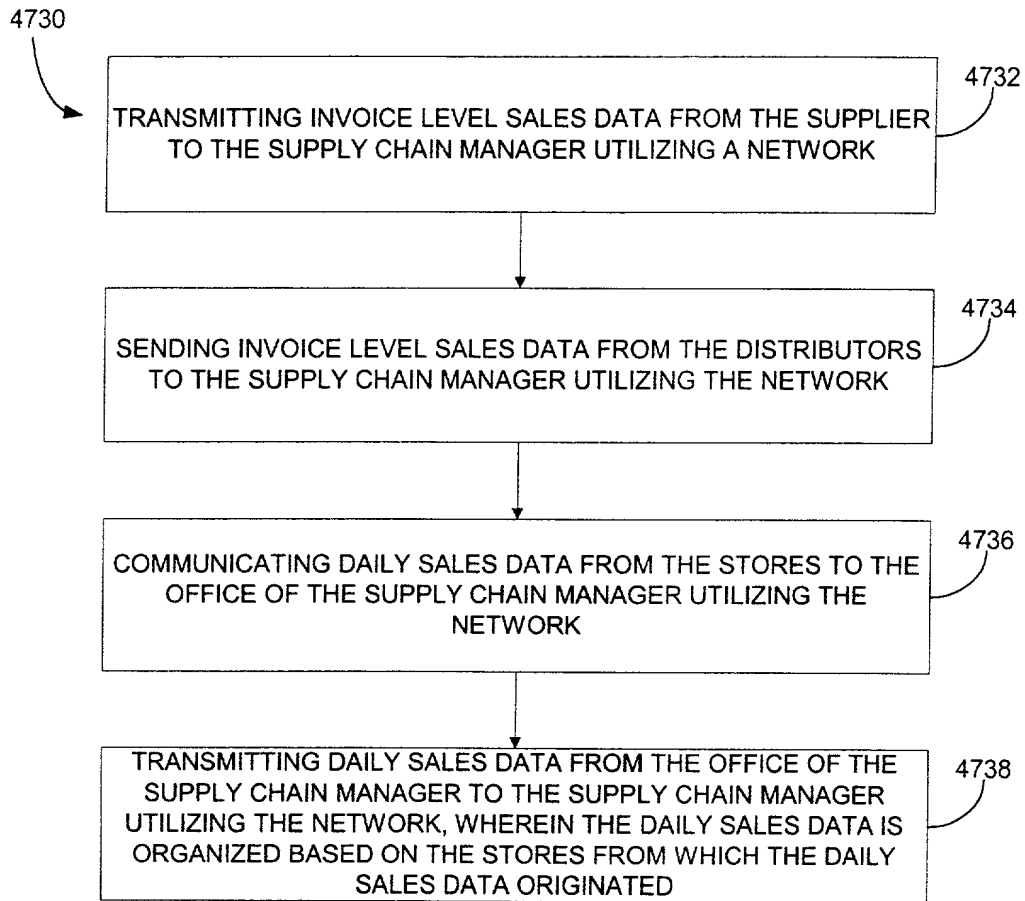 4730
4732
TRANSMITTING INVOICE LEVEL SALES DATA FROM THE SUPPLIER
TO THE SUPPLY CHAIN MANAGER UTILIZING A NETWORK
4734
SENDING INVOICE LEVEL SALES DATA FROM THE DISTRIBUTORS
TO THE SUPPLY CHAIN MANAGER UTILIZING THE NETWORK
4736
COMMUNICATING DAILY SALES DATA FROM THE STORES TO THE
OFFICE OF THE SUPPLY CHAIN MANAGER UTILIZING THE
NETWORK
4738
TRANSMITTING DAILY SALES DATA FROM THE OFFICE OF THE
SUPPLY CHAIN MANAGER TO THE SUPPLY CHAIN MANAGER
UTILIZING THE NETWORK, WHEREIN THE DAILY SALES DATA IS
ORGANIZED BASED ON THE STORES FROM WHICH THE DAILY
SALES DATA ORIGINATED